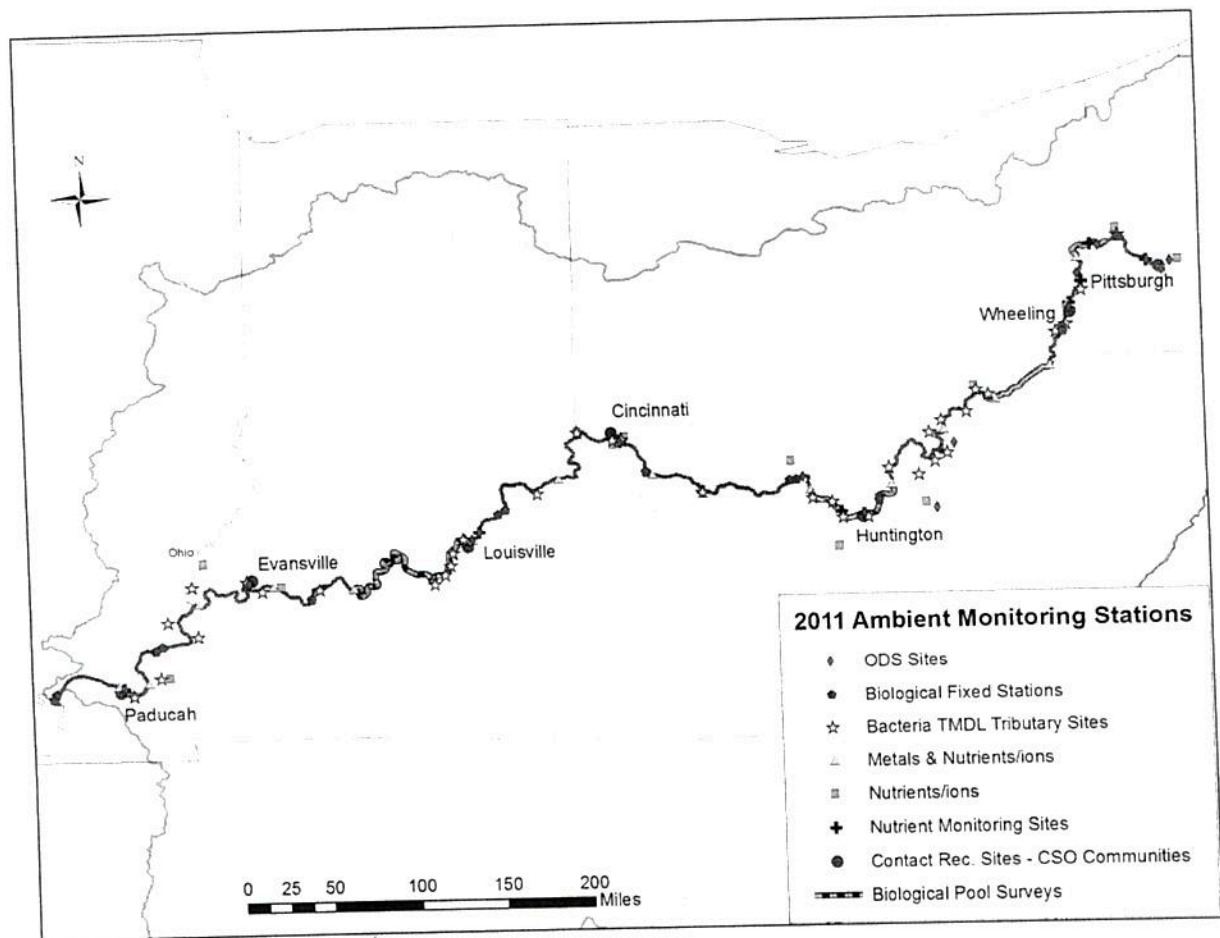 N
Pittsburgh
Wheeling
Cincinnati
Huntington
Louisville
Ohio
Evansville
Paducah
2011 Ambient Monitoring Stations
ODS Sites
Biological Fixed Stations
Bacteria TMDL Tributary Sites
Metals & Nutrients/ions
Nutrients/ions
Nutrient Monitoring Sites
Contact Rec. Sites - CSO Communities
Biological Pool Surveys
0 25 50 100 150 200
Miles